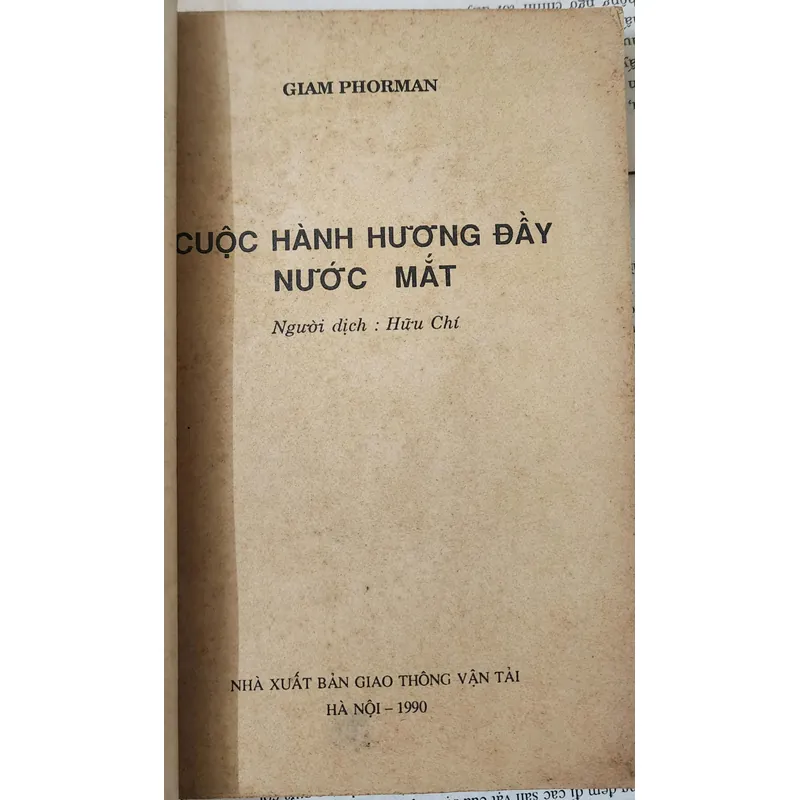 GIAM PHORMAN
CUỘC HÀNH HƯƠNG ĐẦY
NƯỚC MẮT
Người dịch : Hữu Chí
NHÀ XUẤT BẢN GIAO THÔNG VẬN TẢI
HÀ NỘI – 1990